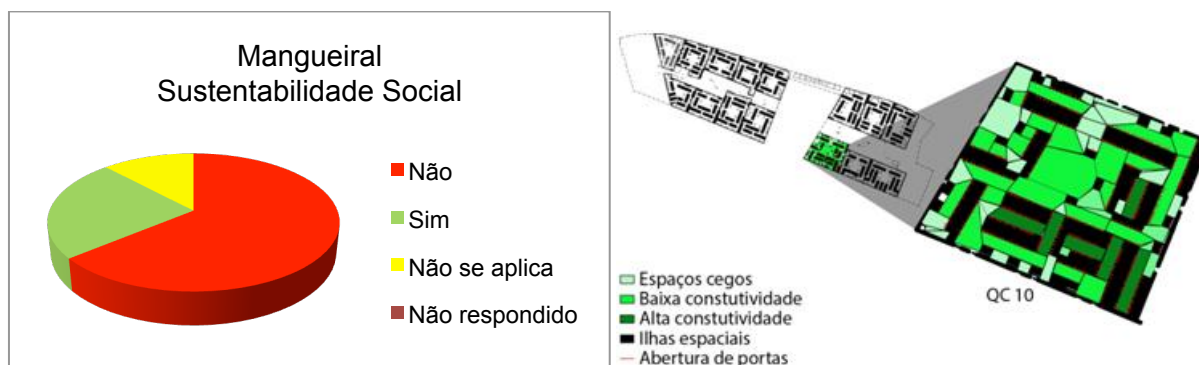 Mangueiral
Sustentabilidade Social
Não
Sim
Não se aplica
Não respondido
Espaços cegos
Baixa constutividade
Alta constutividade
Ilhas espaciais
Abertura de portas
QC 10